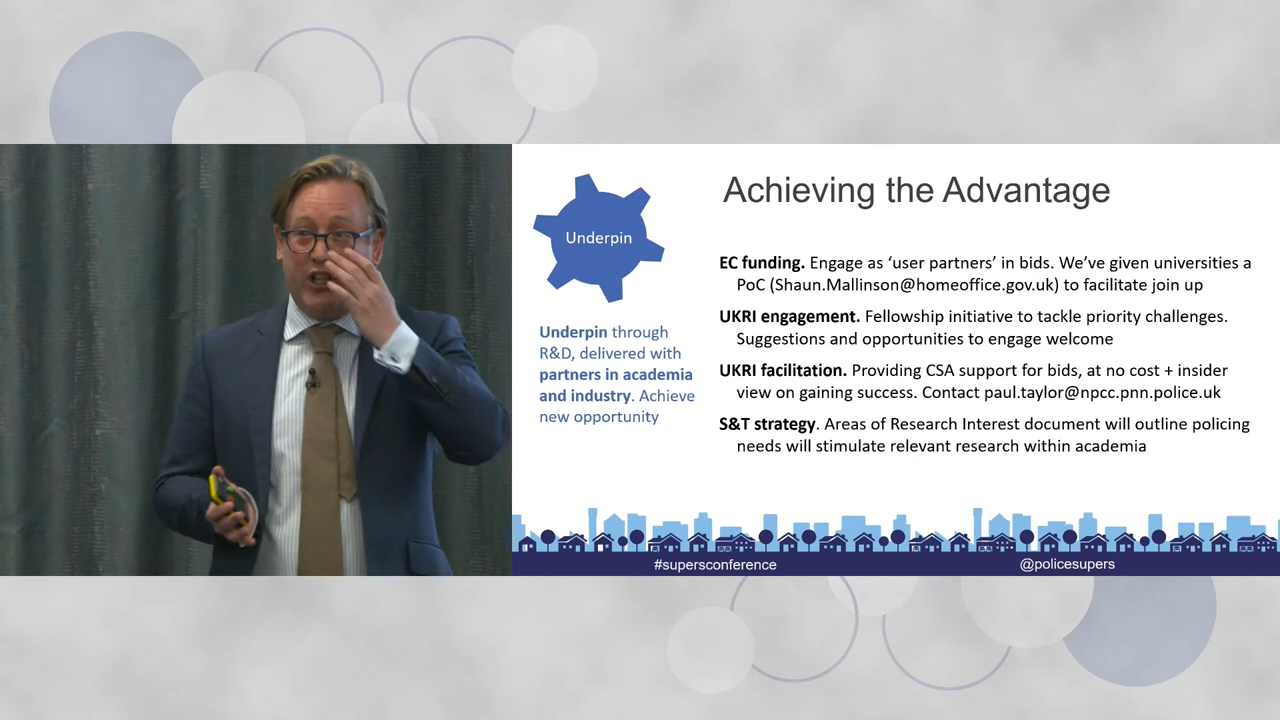 Achieving the Advantage
Underpin
Underpin through
R&D, delivered with
partners in academia
and industry. Achieve
new opportunity
EC funding. Engage as ‘user partners’ in bids. We’ve given universities a
PoC (Shaun.Mallinson@homeoffice.gov.uk) to facilitate join up
UKRI engagement. Fellowship initiative to tackle priority challenges.
Suggestions and opportunities to engage welcome
UKRI facilitation. Providing CSA support for bids, at no cost + insider
view on gaining success. Contact paul.taylor@npcc.pnn.police.uk
S&T strategy. Areas of Research Interest document will outline policing
needs will stimulate relevant research within academia
#supersconference
@policesupers